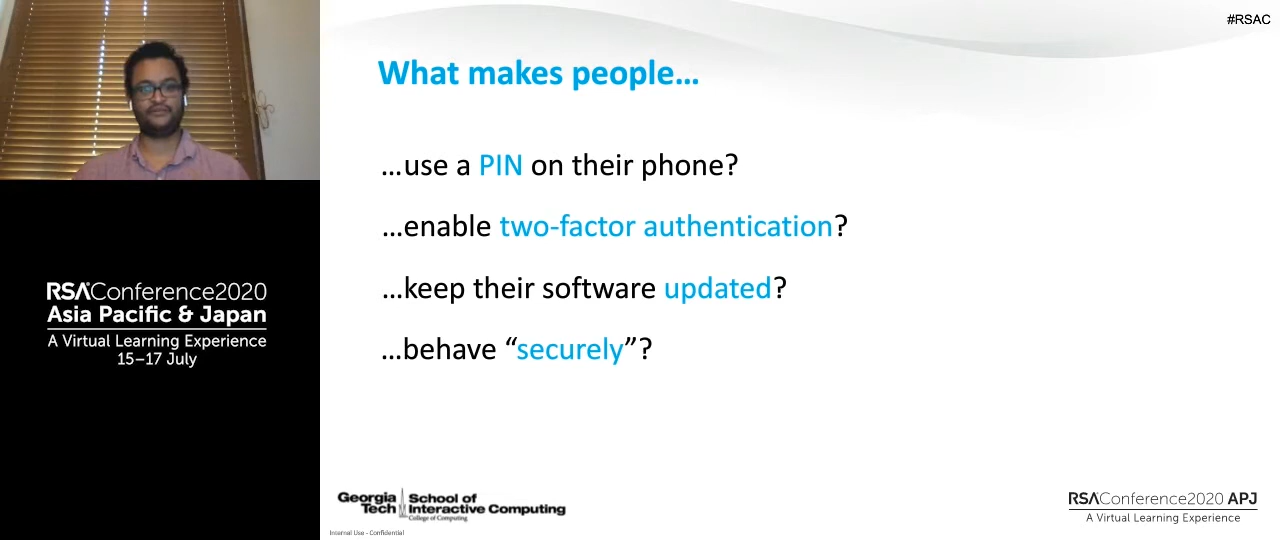 #RSAC
What makes people...
...use a PIN on their phone?
...enable two-factor authentication?
...keep their software updated?
...behave “securely”?
RSAConference2020
Asia Pacific & Japan
A Virtual Learning Experience
15–17 July
Georgia Tech
School of
Interactive Computing
College of Computing
Internal Use - Confidential
RSAConference2020 APJ
A Virtual Learning Experience